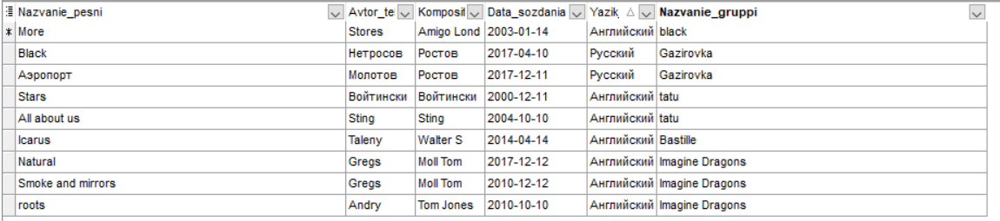 Nazvanie_pesni Avtor_te Komposit Data_sozdania Yazik Nazvanie_gruppi
More Stores Amigo Lond 2003-01-14 Английский black
Black Нетросов Ростов 2017-04-10 Русский Gazirovka
Аэропорт Молотов Ростов 2017-12-11 Русский Gazirovka
Stars Войтински Войтински 2000-12-11 Английский tatu
All about us Sting Sting 2004-10-10 Английский tatu
Icarus Taleny Walter S 2014-04-14 Английский Bastille
Natural Gregs Moll Tom 2017-12-12 Английский Imagine Dragons
Smoke and mirrors Gregs Moll Tom 2010-12-12 Английский Imagine Dragons
roots Andry Tom Jones 2010-10-10 Английский Imagine Dragons